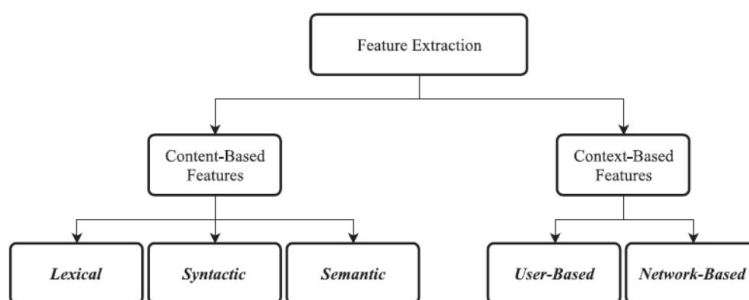 Feature Extraction
Content-Based
Features
Context-Based
Features
Lexical
Syntactic
Semantic
User-Based
Network-Based